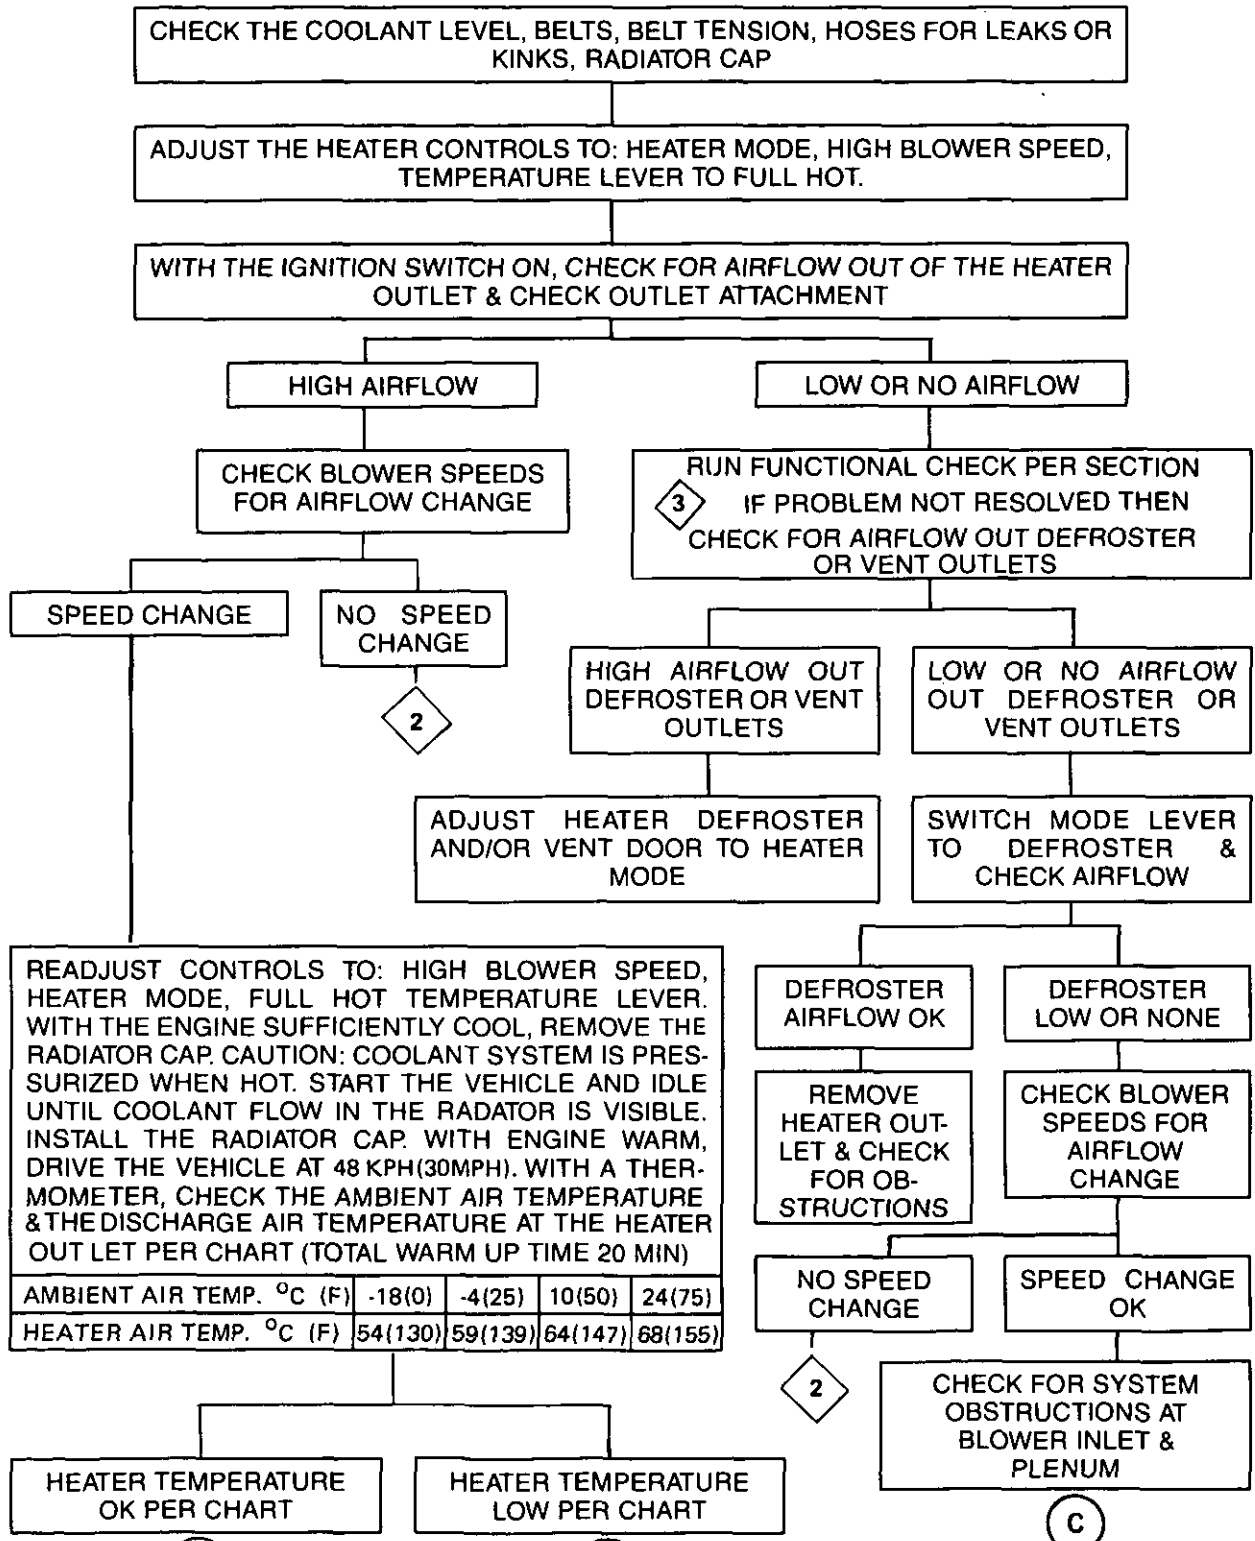 CHECK THE COOLANT LEVEL, BELTS, BELT TENSION, HOSES FOR LEAKS OR
KINKS, RADIATOR CAP
ADJUST THE HEATER CONTROLS TO: HEATER MODE, HIGH BLOWER SPEED,
TEMPERATURE LEVER TO FULL HOT.
WITH THE IGNITION SWITCH ON, CHECK FOR AIRFLOW OUT OF THE HEATER
OUTLET & CHECK OUTLET ATTACHMENT
HIGH AIRFLOW
LOW OR NO AIRFLOW
CHECK BLOWER SPEEDS
FOR AIRFLOW CHANGE
RUN FUNCTIONAL CHECK PER SECTION
3 IF PROBLEM NOT RESOLVED THEN
CHECK FOR AIRFLOW OUT DEFROSTER
OR VENT OUTLETS
SPEED CHANGE
NO SPEED
CHANGE
2
HIGH AIRFLOW OUT
DEFROSTER OR VENT
OUTLETS
LOW OR NO AIRFLOW
OUT DEFROSTER OR
VENT OUTLETS
ADJUST HEATER DEFROSTER
AND/OR VENT DOOR TO HEATER
MODE
SWITCH MODE LEVER
TO DEFROSTER &
CHECK AIRFLOW
READJUST CONTROLS TO: HIGH BLOWER SPEED,
HEATER MODE, FULL HOT TEMPERATURE LEVER.
WITH THE ENGINE SUFFICIENTLY COOL, REMOVE THE
RADIATOR CAP. CAUTION: COOLANT SYSTEM IS PRES-
SURIZED WHEN HOT. START THE VEHICLE AND IDLE
UNTIL COOLANT FLOW IN THE RADATOR IS VISIBLE.
INSTALL THE RADIATOR CAP. WITH ENGINE WARM,
DRIVE THE VEHICLE AT 48 KPH(30MPH). WITH A THER-
MOMETER, CHECK THE AMBIENT AIR TEMPERATURE
&THE DISCHARGE AIR TEMPERATURE AT THE HEATER
OUT LET PER CHART (TOTAL WARM UP TIME 20 MIN)
AMBIENT AIR TEMP. °C (F) -18(0) -4(25) 10(50) 24(75)
HEATER AIR TEMP. °C (F) 54(130) 59(139) 64(147) 68(155)
DEFROSTER
AIRFLOW OK
DEFROSTER
LOW OR NONE
REMOVE
HEATER OUT-
LET & CHECK
FOR OB-
STRUCTIONS
CHECK BLOWER
SPEEDS FOR
AIRFLOW
CHANGE
NO SPEED
CHANGE
SPEED CHANGE
OK
2
CHECK FOR SYSTEM
OBSTRUCTIONS AT
BLOWER INLET &
PLENUM
C
HEATER TEMPERATURE
OK PER CHART
HEATER TEMPERATURE
LOW PER CHART